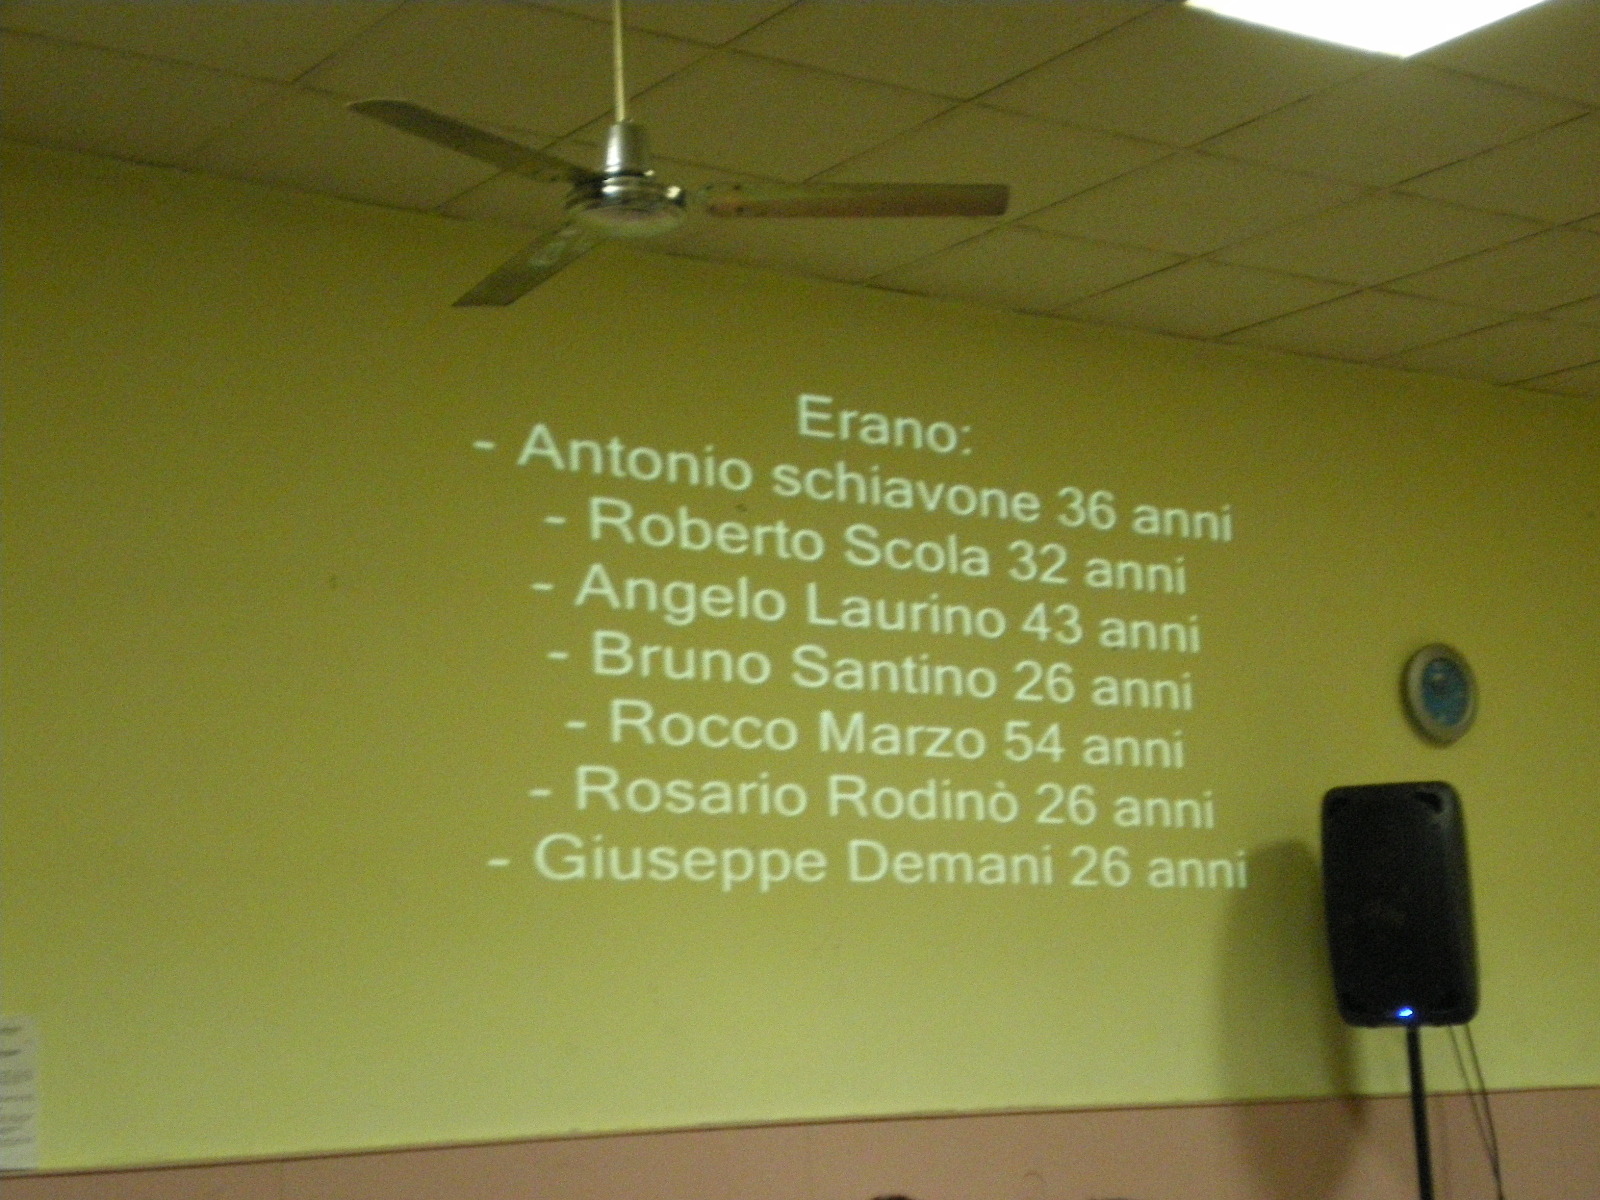 Erano:
- Antonio schiavone 36 anni
- Roberto Scola 32 anni
- Angelo Laurino 43 anni
- Bruno Santino 26 anni
- Rocco Marzo 54 anni
- Rosario Rodinò 26 anni
- Giuseppe Demani 26 anni